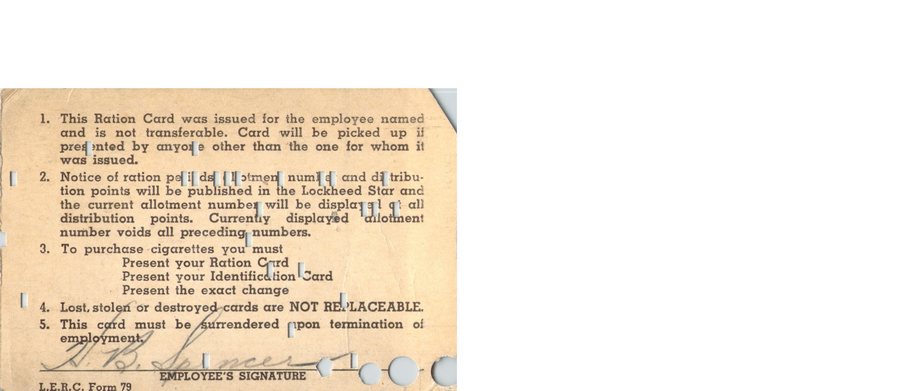 1. This Ration Card was issued for the employee named
and is not transferable. Card will be picked up if
presented by anyone other than the one for whom it
was issued.
2. Notice of ration periods, allotment number and distribu-
tion points will be published in the Lockheed Star and
the current allotment number will be displayed at all
distribution points. Currently displayed allotment
number voids all preceding numbers.
3. To purchase cigarettes you must
Present your Ration Card
Present your Identification Card
Present the exact change
4. Lost, stolen or destroyed cards are NOT REPLACEABLE.
5. This card must be surrendered upon termination of
employment.
H. B. Spencer
EMPLOYEE'S SIGNATURE
L.E.R.C. Form 79